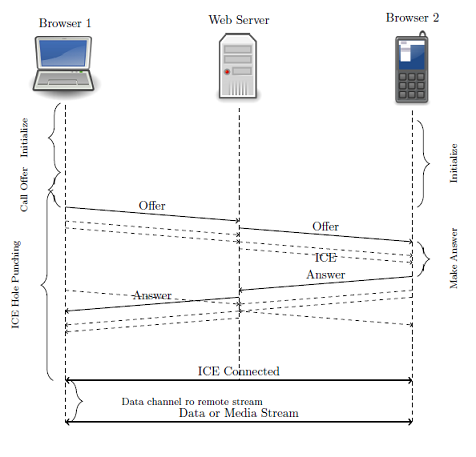 Browser 1
Web Server
Browser 2
Initialize
Initialize
Call Offer
Offer
Offer
Make Answer
ICE
ICE Hole Punching
Answer
Answer
ICE Connected
Data channel ro remote stream
Data or Media Stream